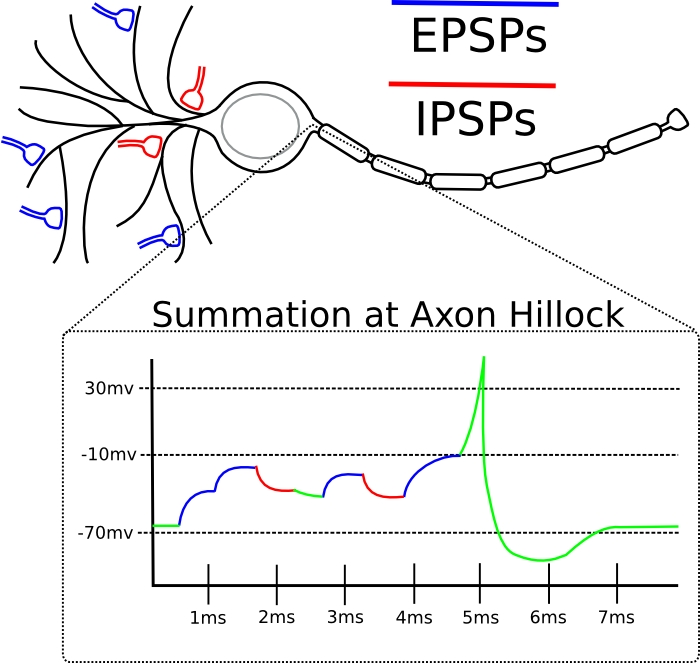 EPSPs
IPSPs
Summation at Axon Hillock
30mv
-10mv
-70mv
1ms 2ms 3ms 4ms 5ms 6ms 7ms